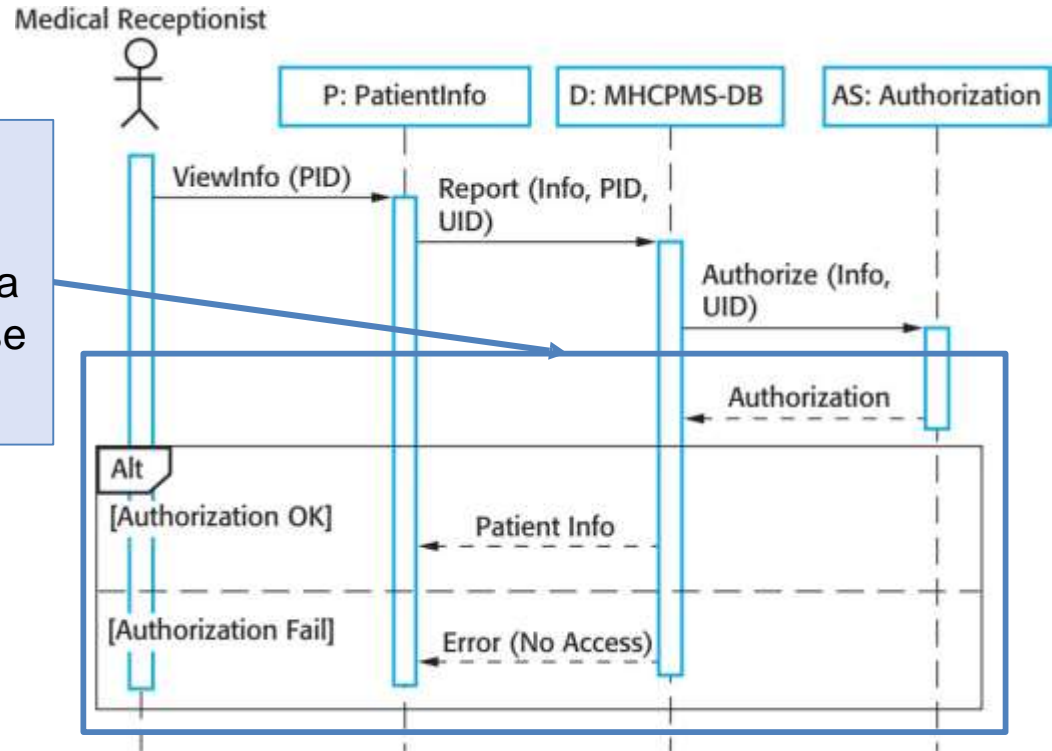 Medical Receptionist
P: PatientInfo
D: MHCPMS-DB
AS: Authorization
ViewInfo (PID)
Report (Info, PID,
UID)
a
Authorize (Info,
UID)
Authorization
Alt
[Authorization OK]
Patient Info
[Authorization Fail]
Error (No Access)